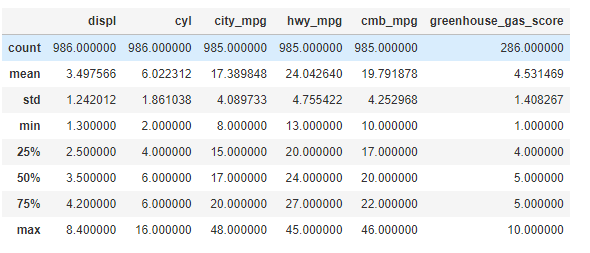 displ cyl city_mpg hwy_mpg cmb_mpg greenhouse_gas_score
count 986.000000 986.000000 985.000000 985.000000 985.000000 286.000000
mean 3.497566 6.022312 17.389848 24.042640 19.791878 4.531469
std 1.242012 1.861038 4.089733 4.755422 4.252968 1.408267
min 1.300000 2.000000 8.000000 13.000000 10.000000 1.000000
25% 2.500000 4.000000 15.000000 20.000000 17.000000 4.000000
50% 3.500000 6.000000 17.000000 24.000000 20.000000 5.000000
75% 4.200000 6.000000 20.000000 27.000000 22.000000 5.000000
max 8.400000 16.000000 48.000000 45.000000 46.000000 10.000000